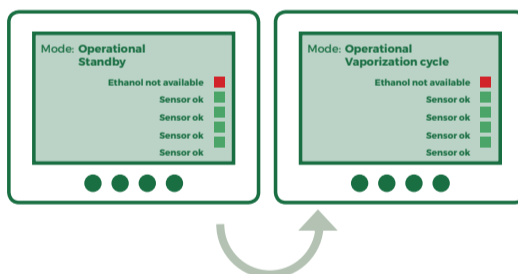 Mode: Operational
Standby
Ethanol not available
Sensor ok
Sensor ok
Sensor ok
Sensor ok
Mode: Operational
Vaporization cycle
Ethanol not available
Sensor ok
Sensor ok
Sensor ok
Sensor ok